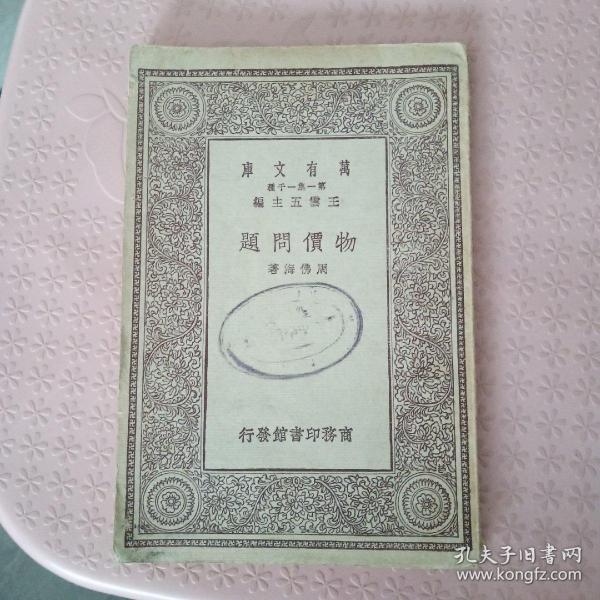 萬有文庫
第一集一千種
王雲五主編
物價問題
周佛海著
商務印書館發行
孔夫子旧书网
www.kongfz.com